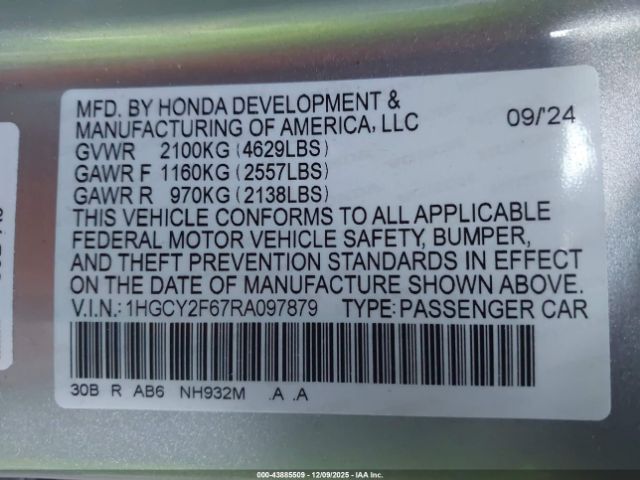 MFD. BY HONDA DEVELOPMENT &
MANUFACTURING OF AMERICA, LLC 09/'24
GVWR 2100KG (4629LBS)
GAWR F 1160KG (2557LBS)
GAWR R 970KG (2138LBS)
THIS VEHICLE CONFORMS TO ALL APPLICABLE
FEDERAL MOTOR VEHICLE SAFETY, BUMPER,
AND THEFT PREVENTION STANDARDS IN EFFECT
ON THE DATE OF MANUFACTURE SHOWN ABOVE.
V.I.N.: 1HGCY2F67RA097879 TYPE: PASSENGER CAR
30B R AB6 NH932M .A .A
000-43885509 | 12/09/2025 | IAA Inc.